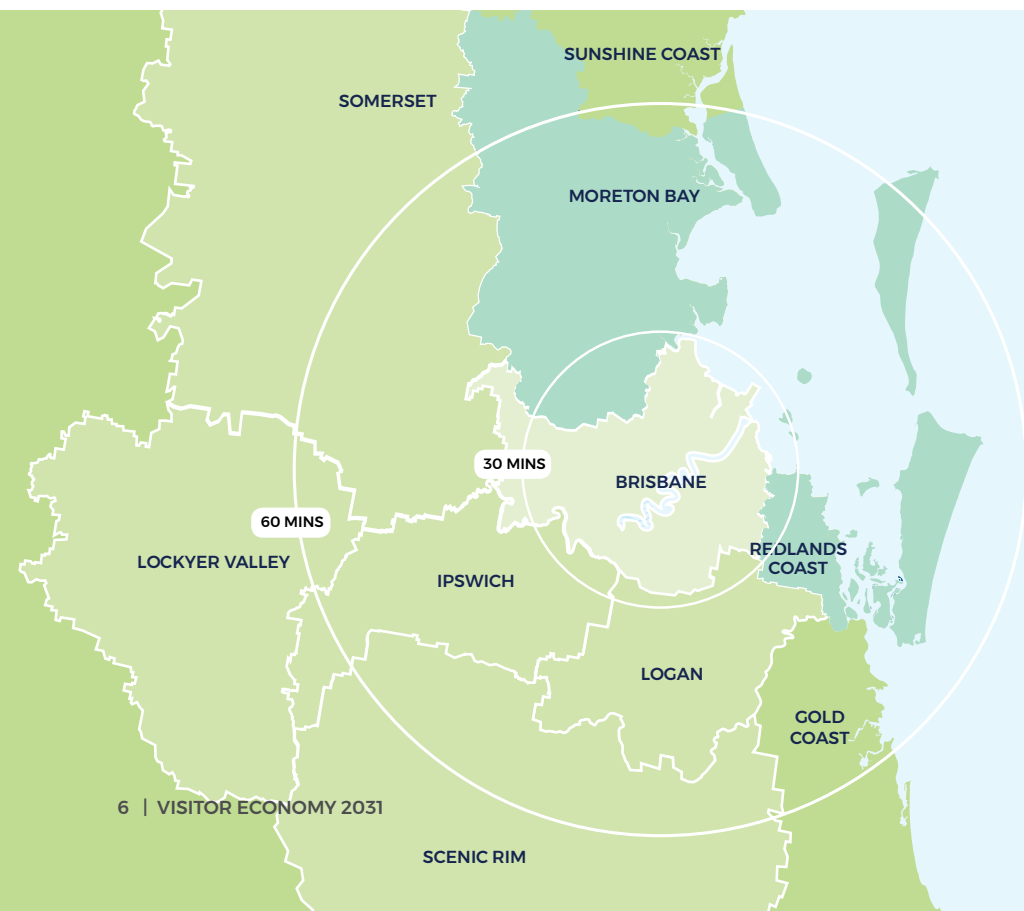 SUNSHINE COAST
SOMERSET
MORETON BAY
30 MINS
BRISBANE
60 MINS
REDLANDS
COAST
LOCKYER VALLEY
IPSWICH
LOGAN
GOLD
COAST
6 | VISITOR ECONOMY 2031
SCENIC RIM